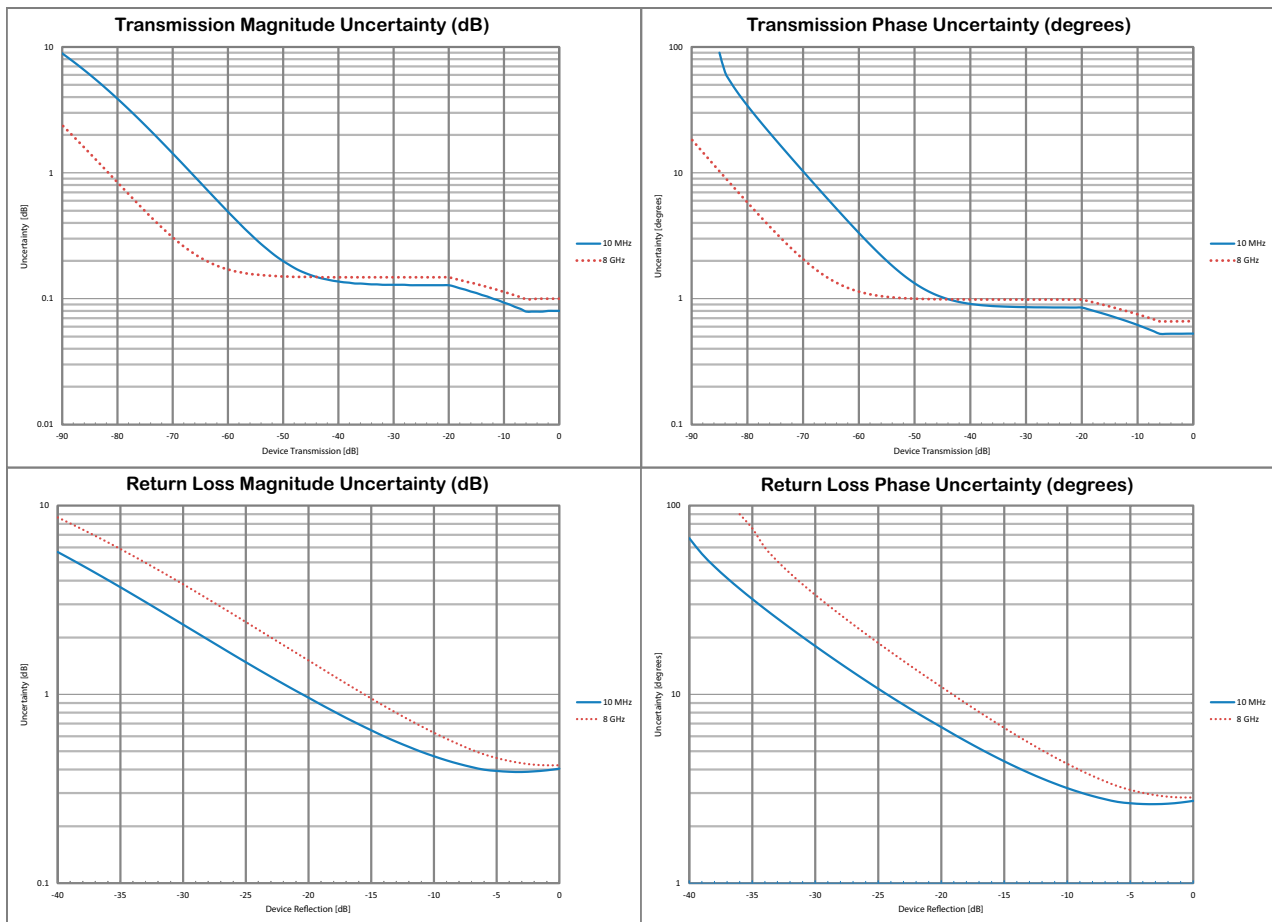 Transmission Magnitude Uncertainty (dB)
10
1
0.1
0.01
Uncertainty [dB]
-90 -80 -70 -60 -50 -40 -30 -20 -10 0
Device Transmission [dB]
10 MHz
8 GHz
Transmission Phase Uncertainty (degrees)
100
10
1
0.1
Uncertainty [degrees]
-90 -80 -70 -60 -50 -40 -30 -20 -10 0
Device Transmission [dB]
10 MHz
8 GHz
Return Loss Magnitude Uncertainty (dB)
10
1
0.1
Uncertainty [dB]
-40 -35 -30 -25 -20 -15 -10 -5 0
Device Reflection [dB]
10 MHz
8 GHz
Return Loss Phase Uncertainty (degrees)
100
10
1
Uncertainty [degrees]
-40 -35 -30 -25 -20 -15 -10 -5 0
Device Reflection [dB]
10 MHz
8 GHz